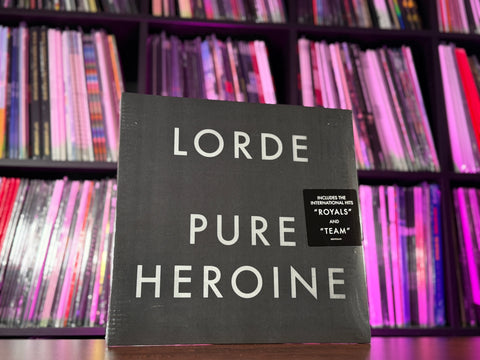 LORDE
PURE
HEROINE
INCLUDES THE
INTERNATIONAL HITS
"ROYALS"
AND
"TEAM"